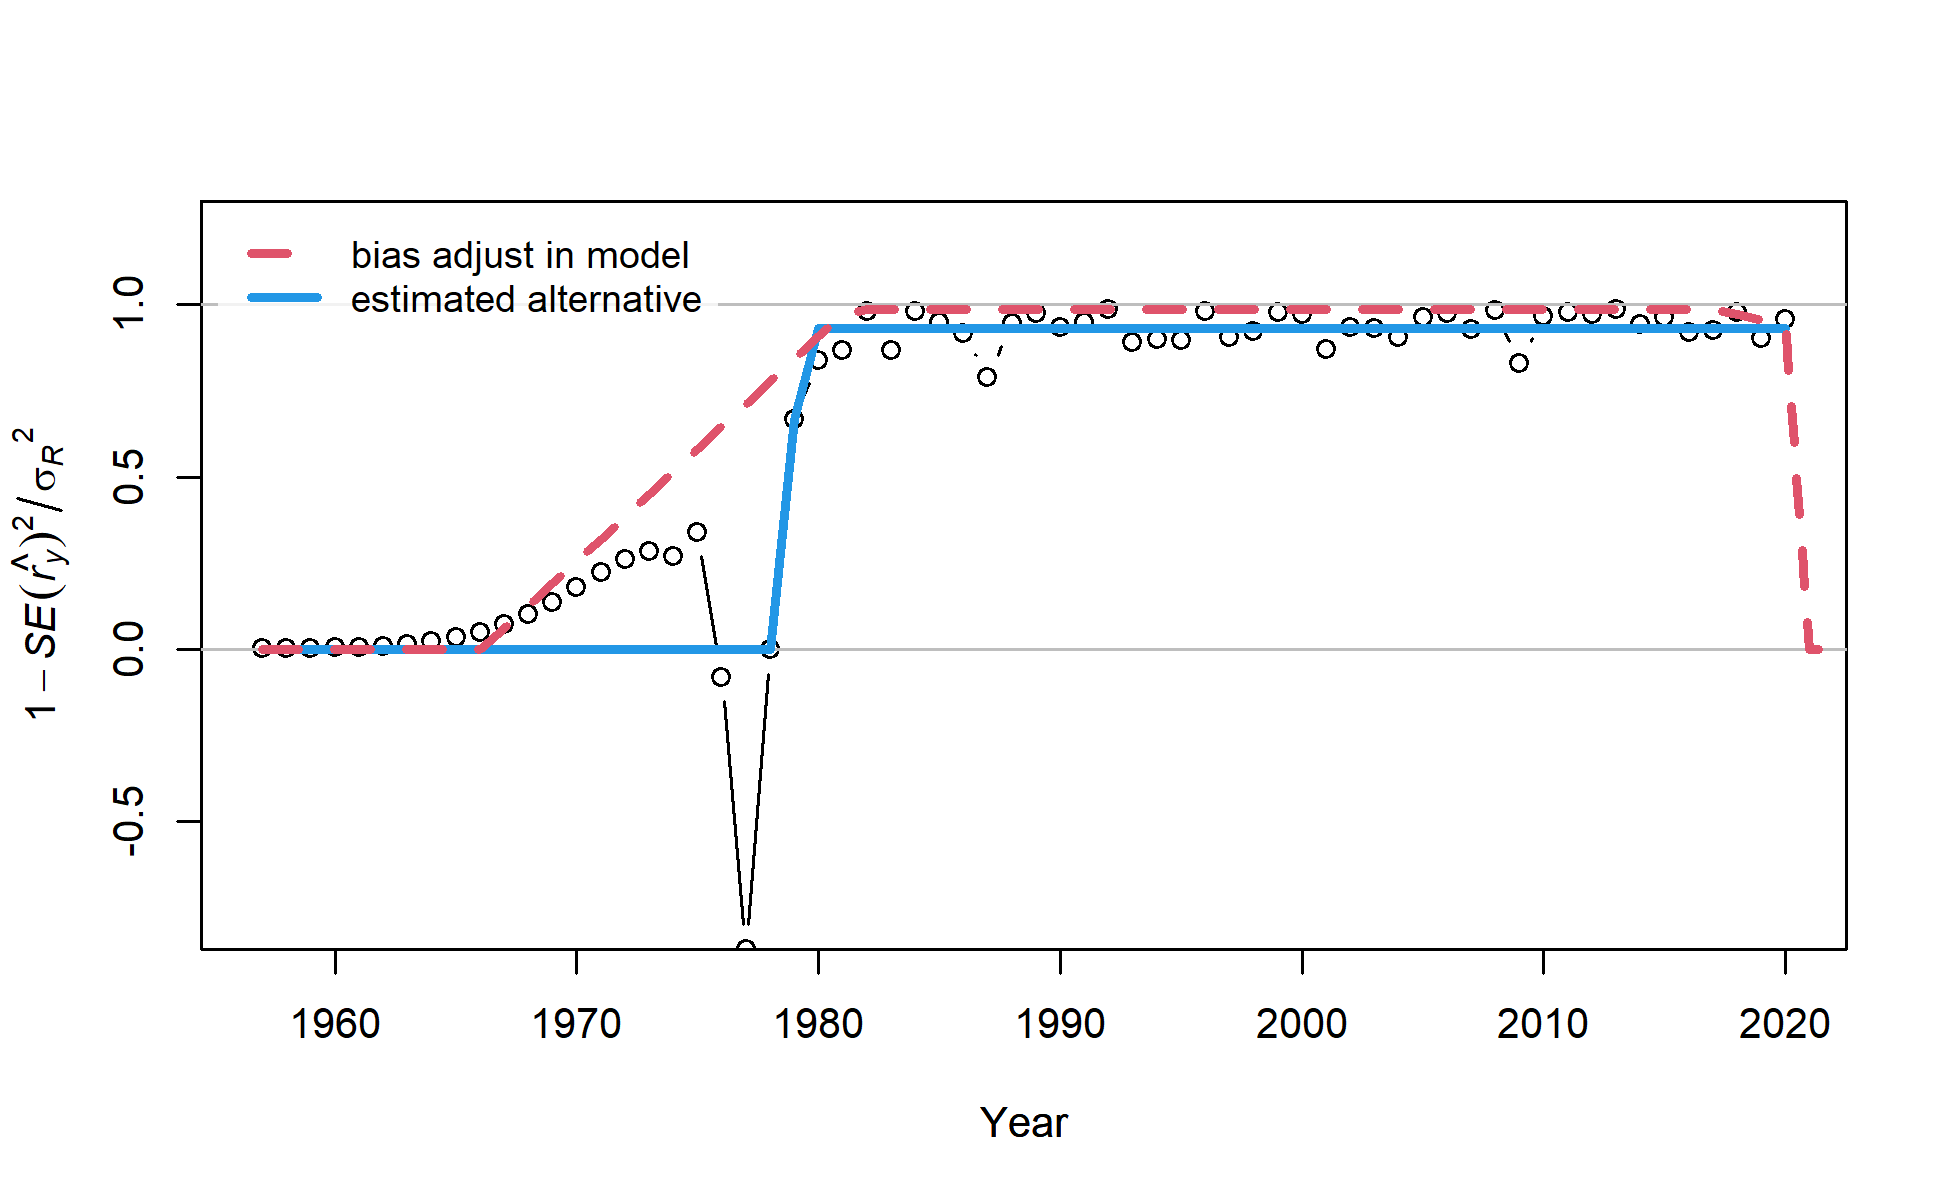 bias adjust in model
estimated alternative
1 − SE(r̂y)² / σR²
1.0
0.5
0.0
-0.5
1960 1970 1980 1990 2000 2010 2020
Year